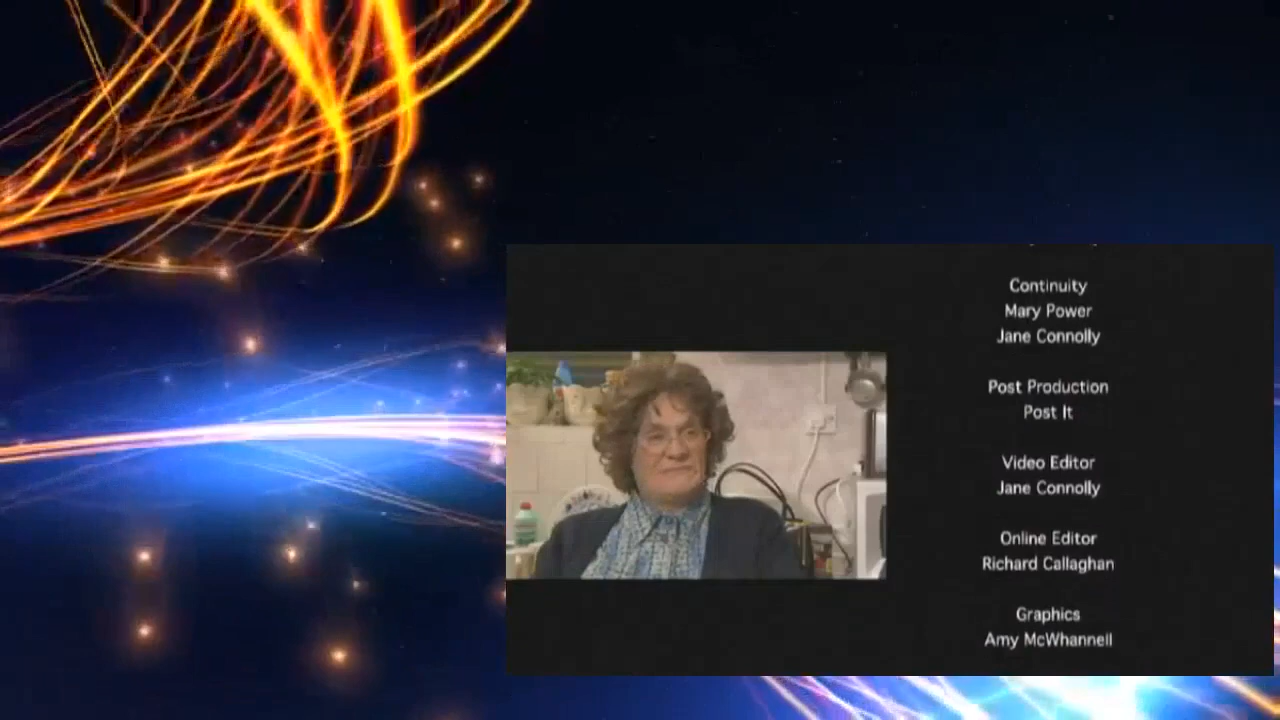 Continuity
Mary Power
Jane Connolly
Post Production
Post It
Video Editor
Jane Connolly
Online Editor
Richard Callaghan
Graphics
Amy McWhannell